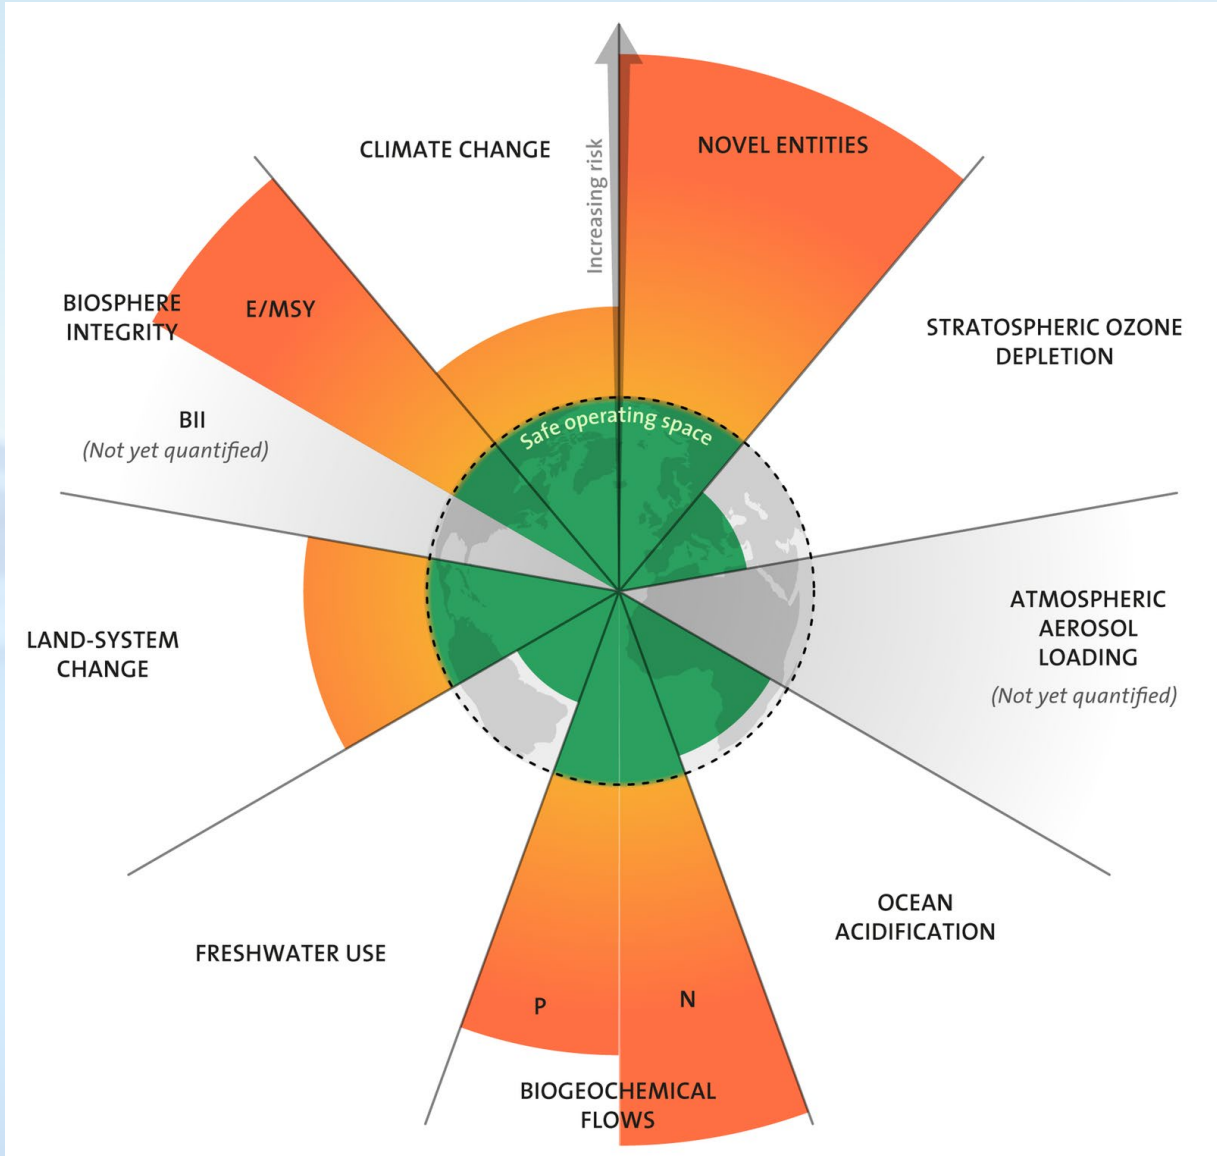 CLIMATE CHANGE
Increasing risk
NOVEL ENTITIES
BIOSPHERE
INTEGRITY
E/MSY
STRATOSPHERIC OZONE
DEPLETION
BII
(Not yet quantified)
Safe operating space
ATMOSPHERIC
AEROSOL
LOADING
(Not yet quantified)
LAND-SYSTEM
CHANGE
OCEAN
ACIDIFICATION
FRESHWATER USE
P
N
BIOGEOCHEMICAL
FLOWS